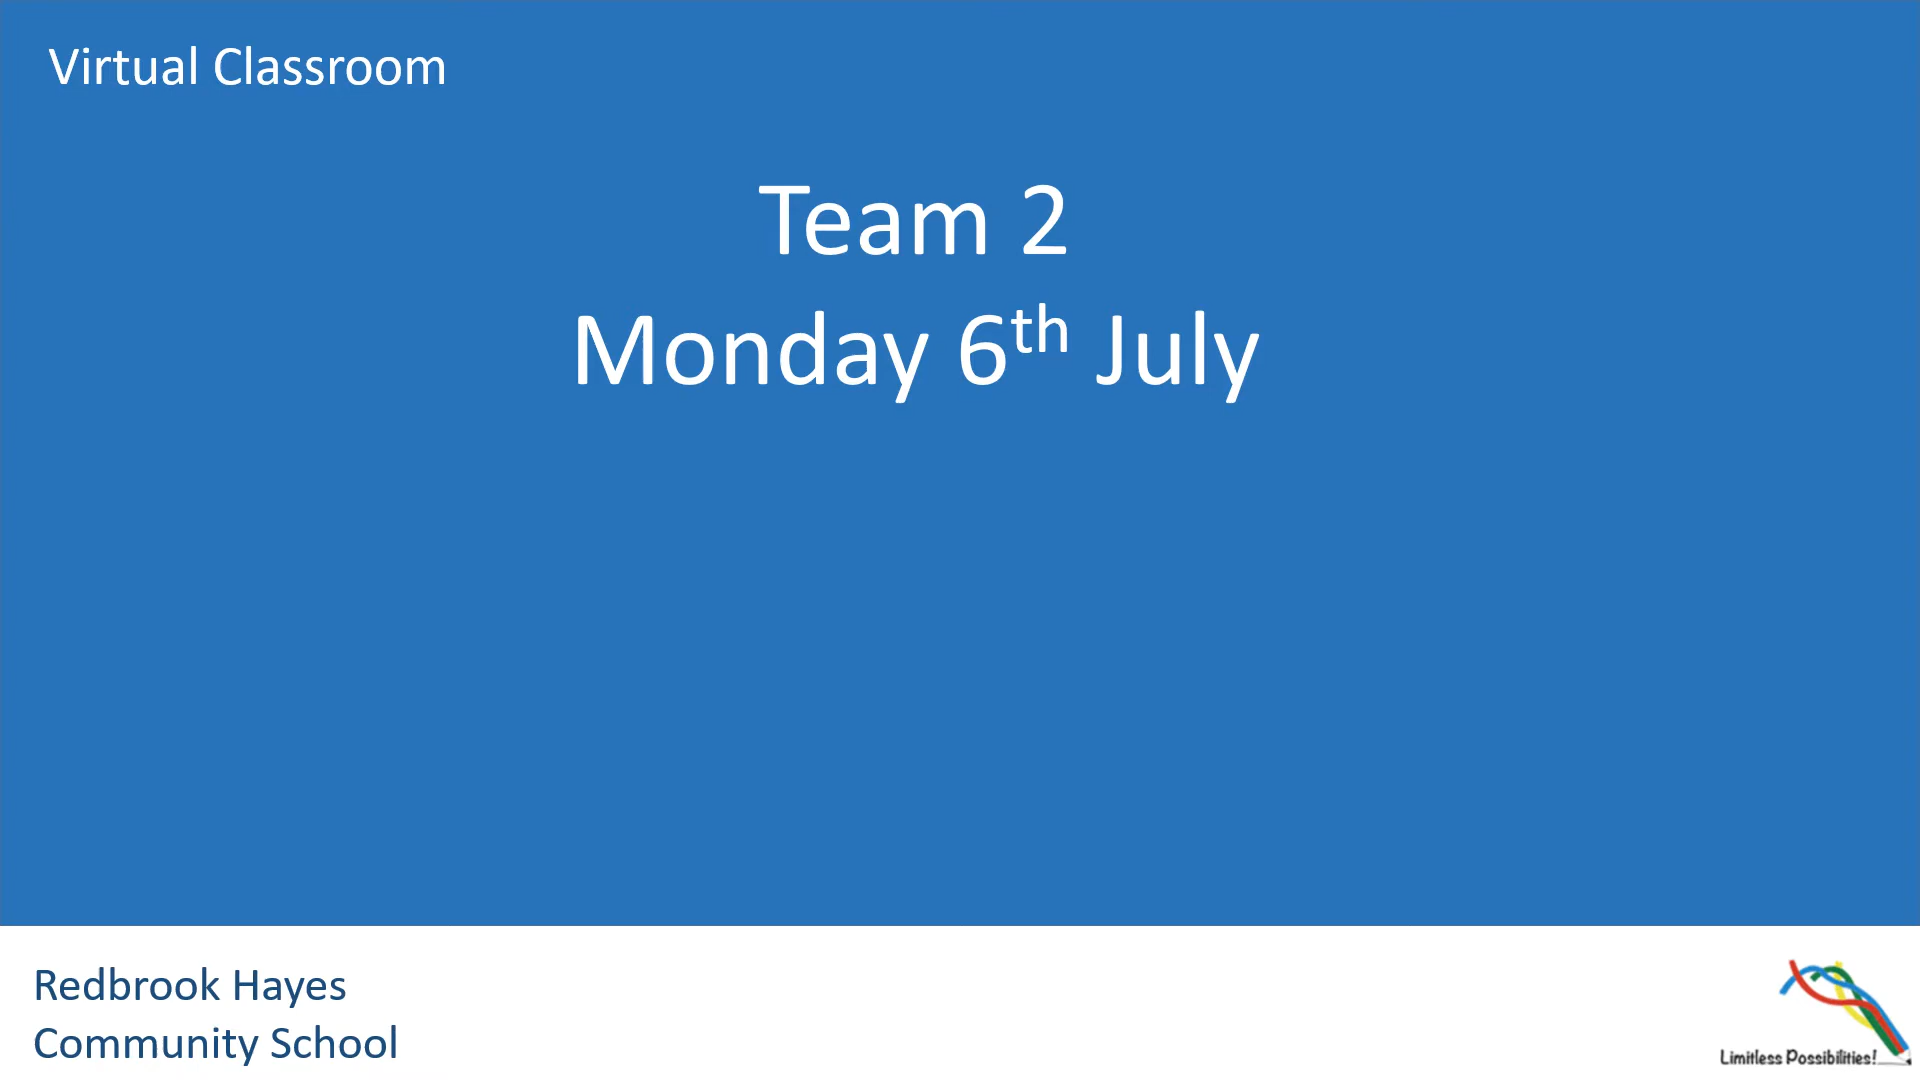 Virtual Classroom
Team 2
Monday 6th July
Redbrook Hayes
Community School
Limitless Possibilities!